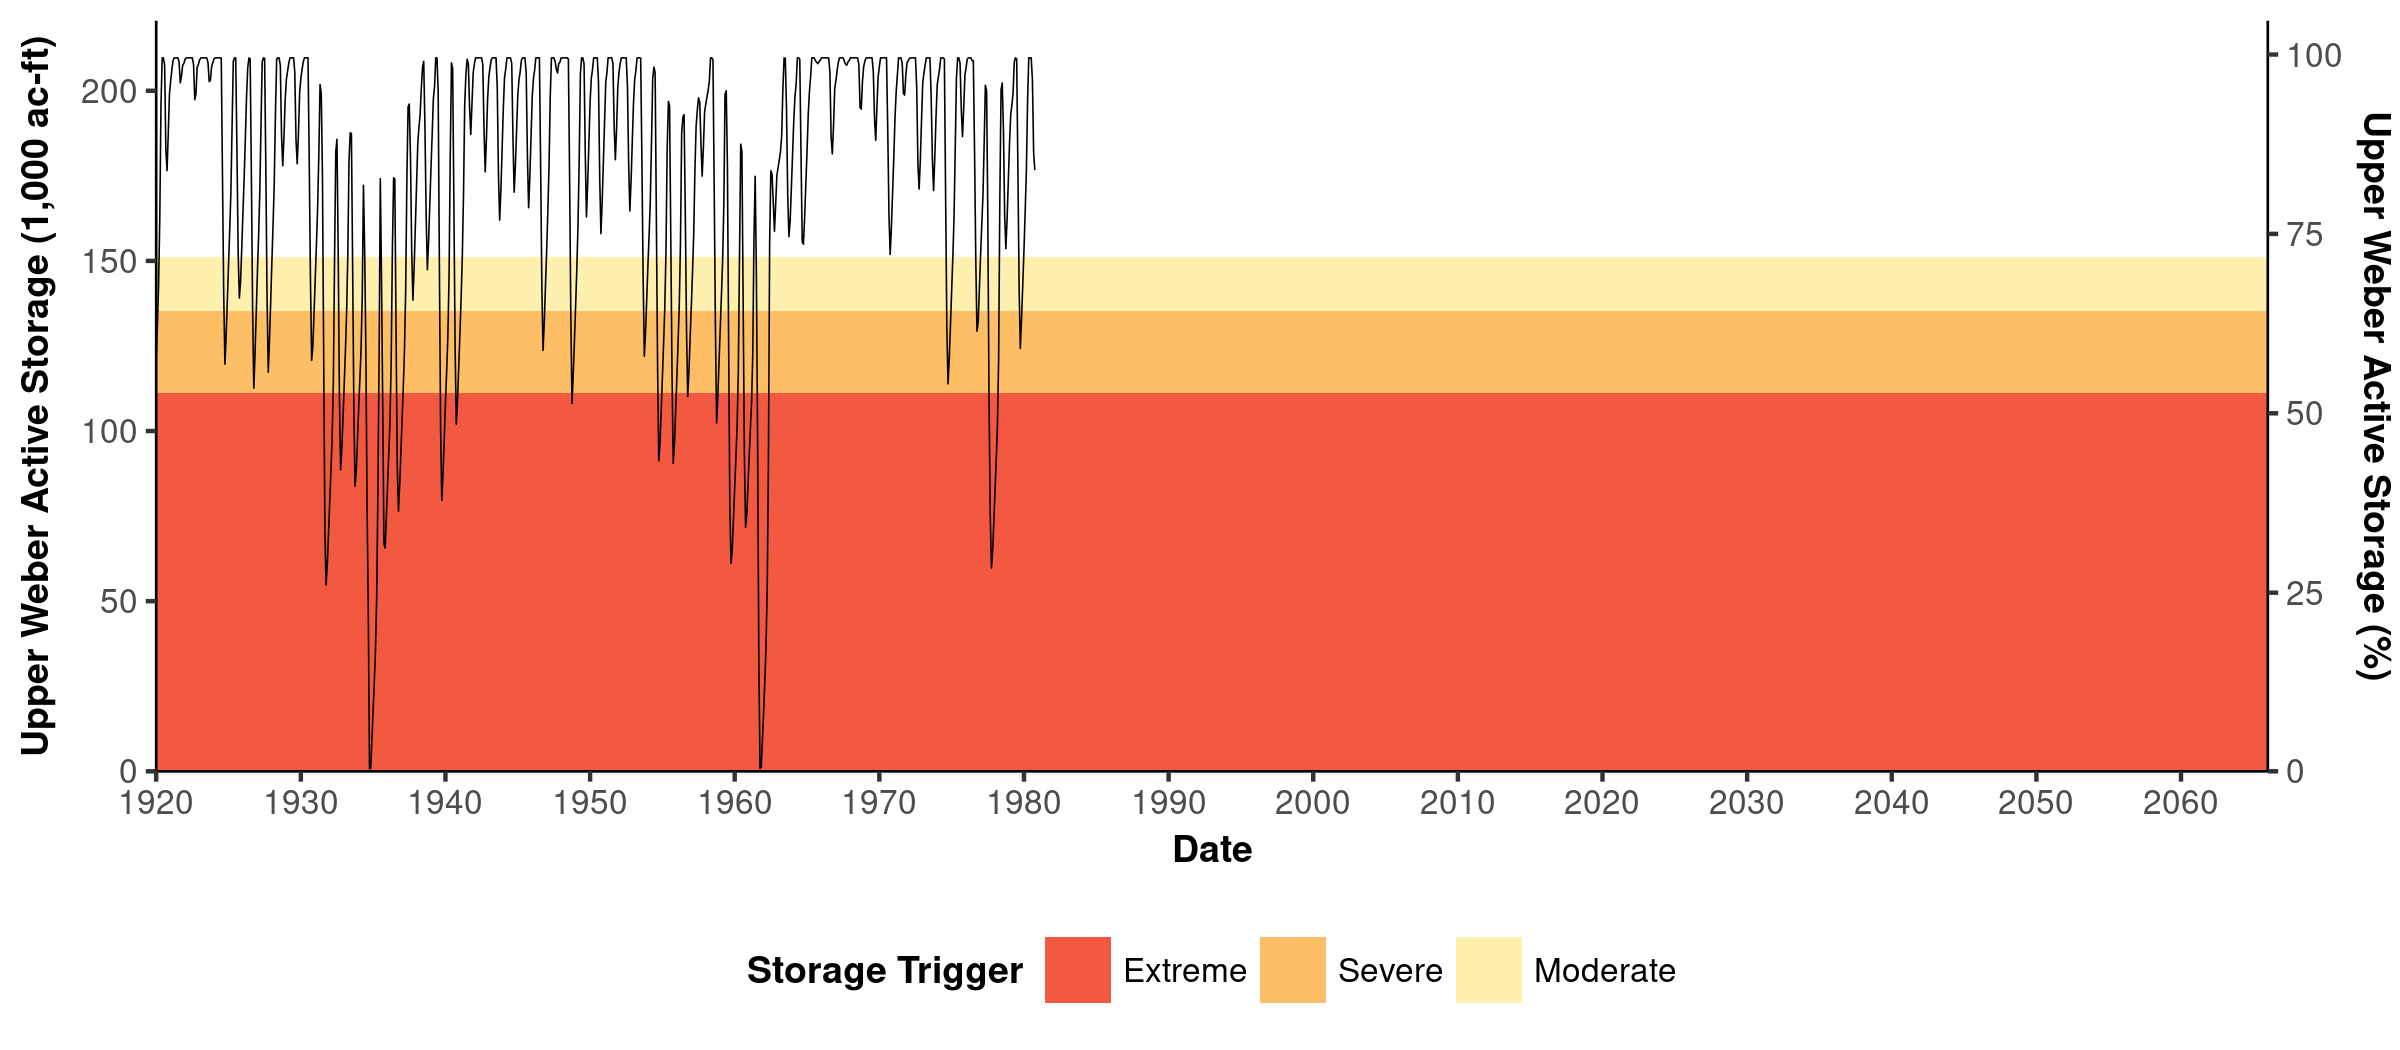 Upper Weber Active Storage (1,000 ac-ft)
200
150
100
50
0
100
75
50
25
0
Upper Weber Active Storage (%)
1920 1930 1940 1950 1960 1970 1980 1990 2000 2010 2020 2030 2040 2050 2060
Date
Storage Trigger Extreme Severe Moderate